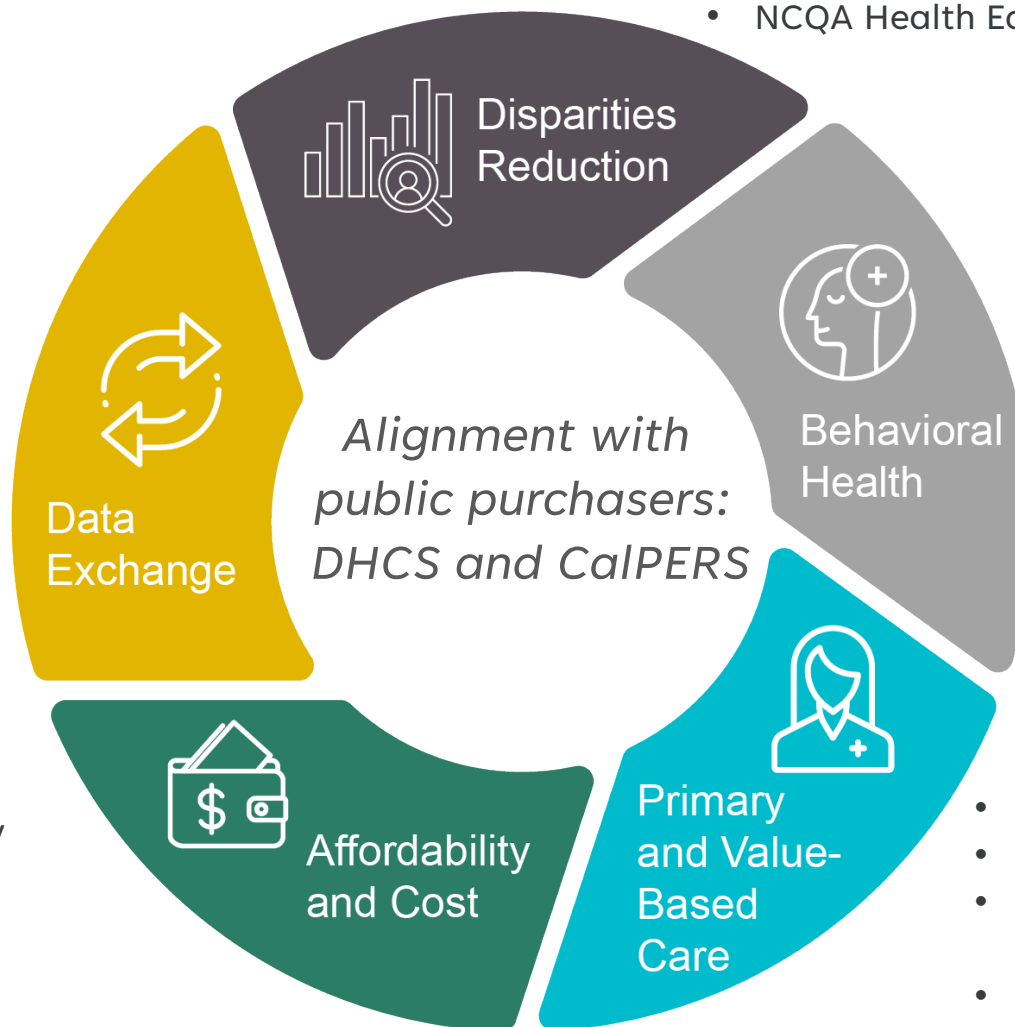 • NCQA Health
Disparities
Reduction
Behavioral
Health
Alignment with
public purchasers:
DHCS and CalPERS
Data
Exchange
$
Primary
and Value-
Based
Care
Affordability
and Cost